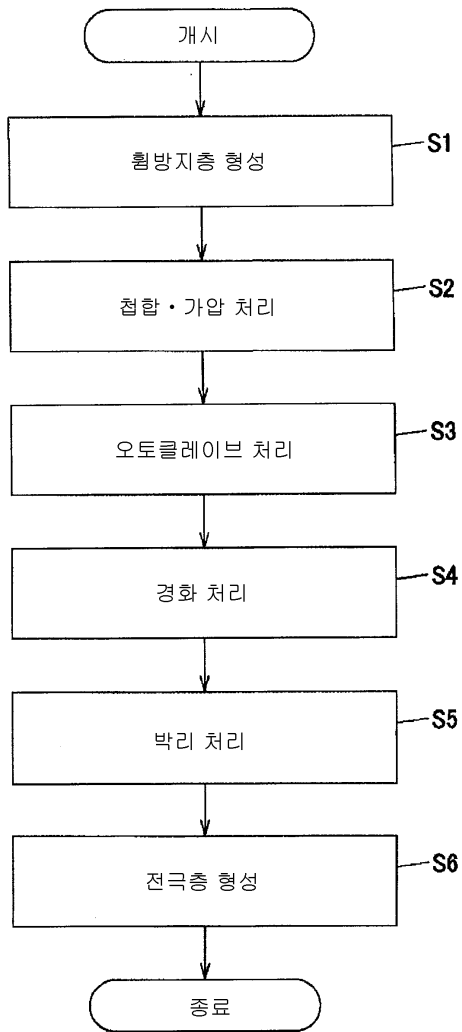 개시
휨방지층 형성
S1
첩합・가압 처리
S2
오토클레이브 처리
S3
경화 처리
S4
박리 처리
S5
전극층 형성
S6
종료